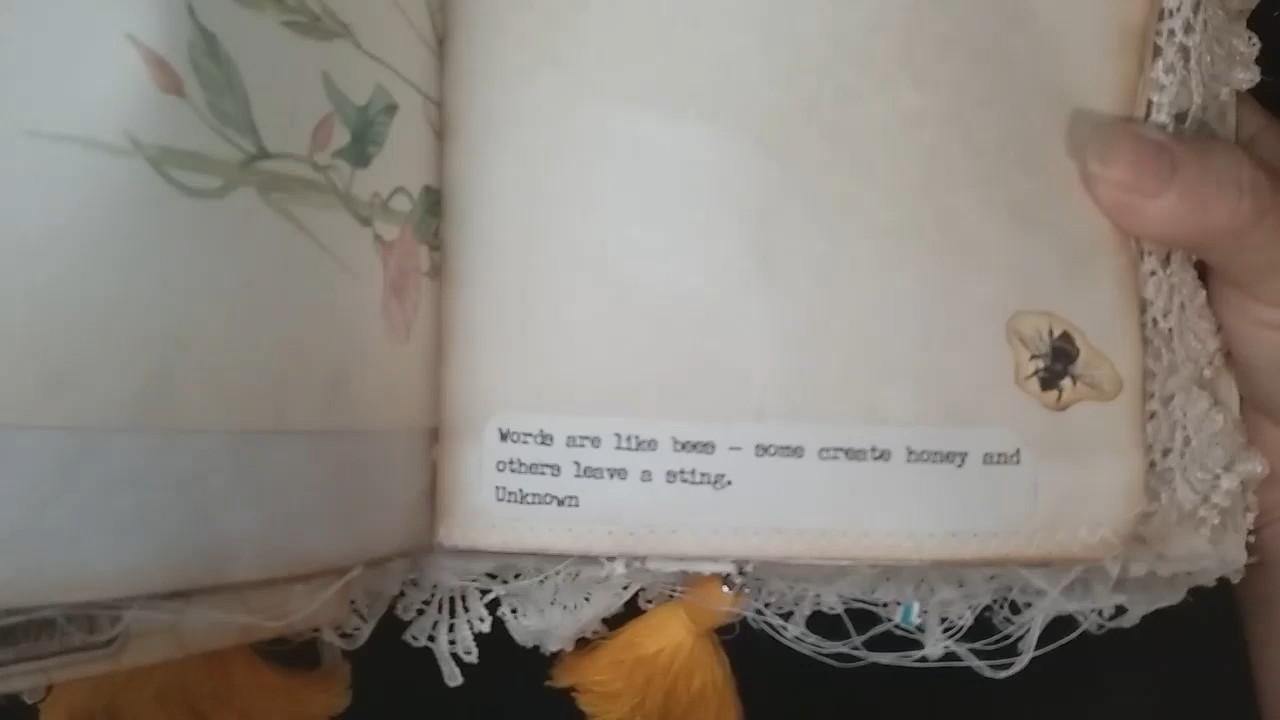 Words are like bees - some create honey and
others leave a sting.
Unknown